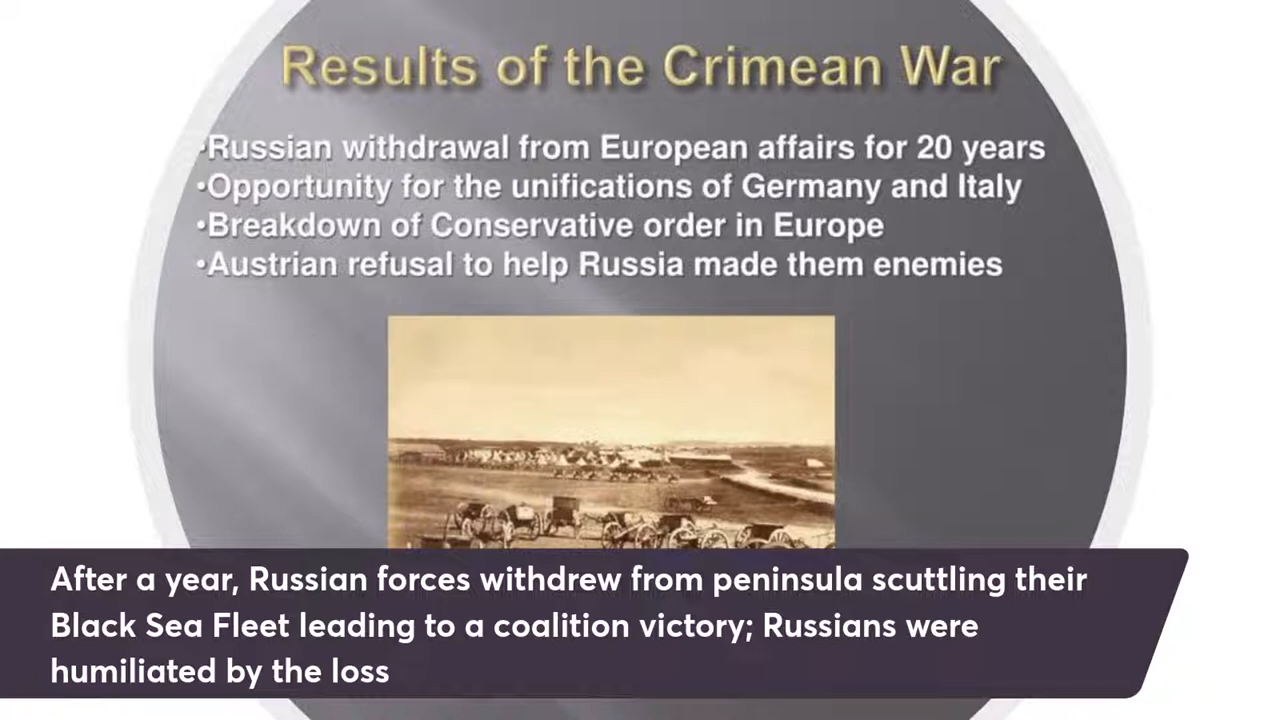 Results of the Crimean War
•Russian withdrawal from European affairs for 20 years
•Opportunity for the unifications of Germany and Italy
•Breakdown of Conservative order in Europe
•Austrian refusal to help Russia made them enemies
After a year, Russian forces withdrew from peninsula scuttling their
Black Sea Fleet leading to a coalition victory; Russians were
humiliated by the loss